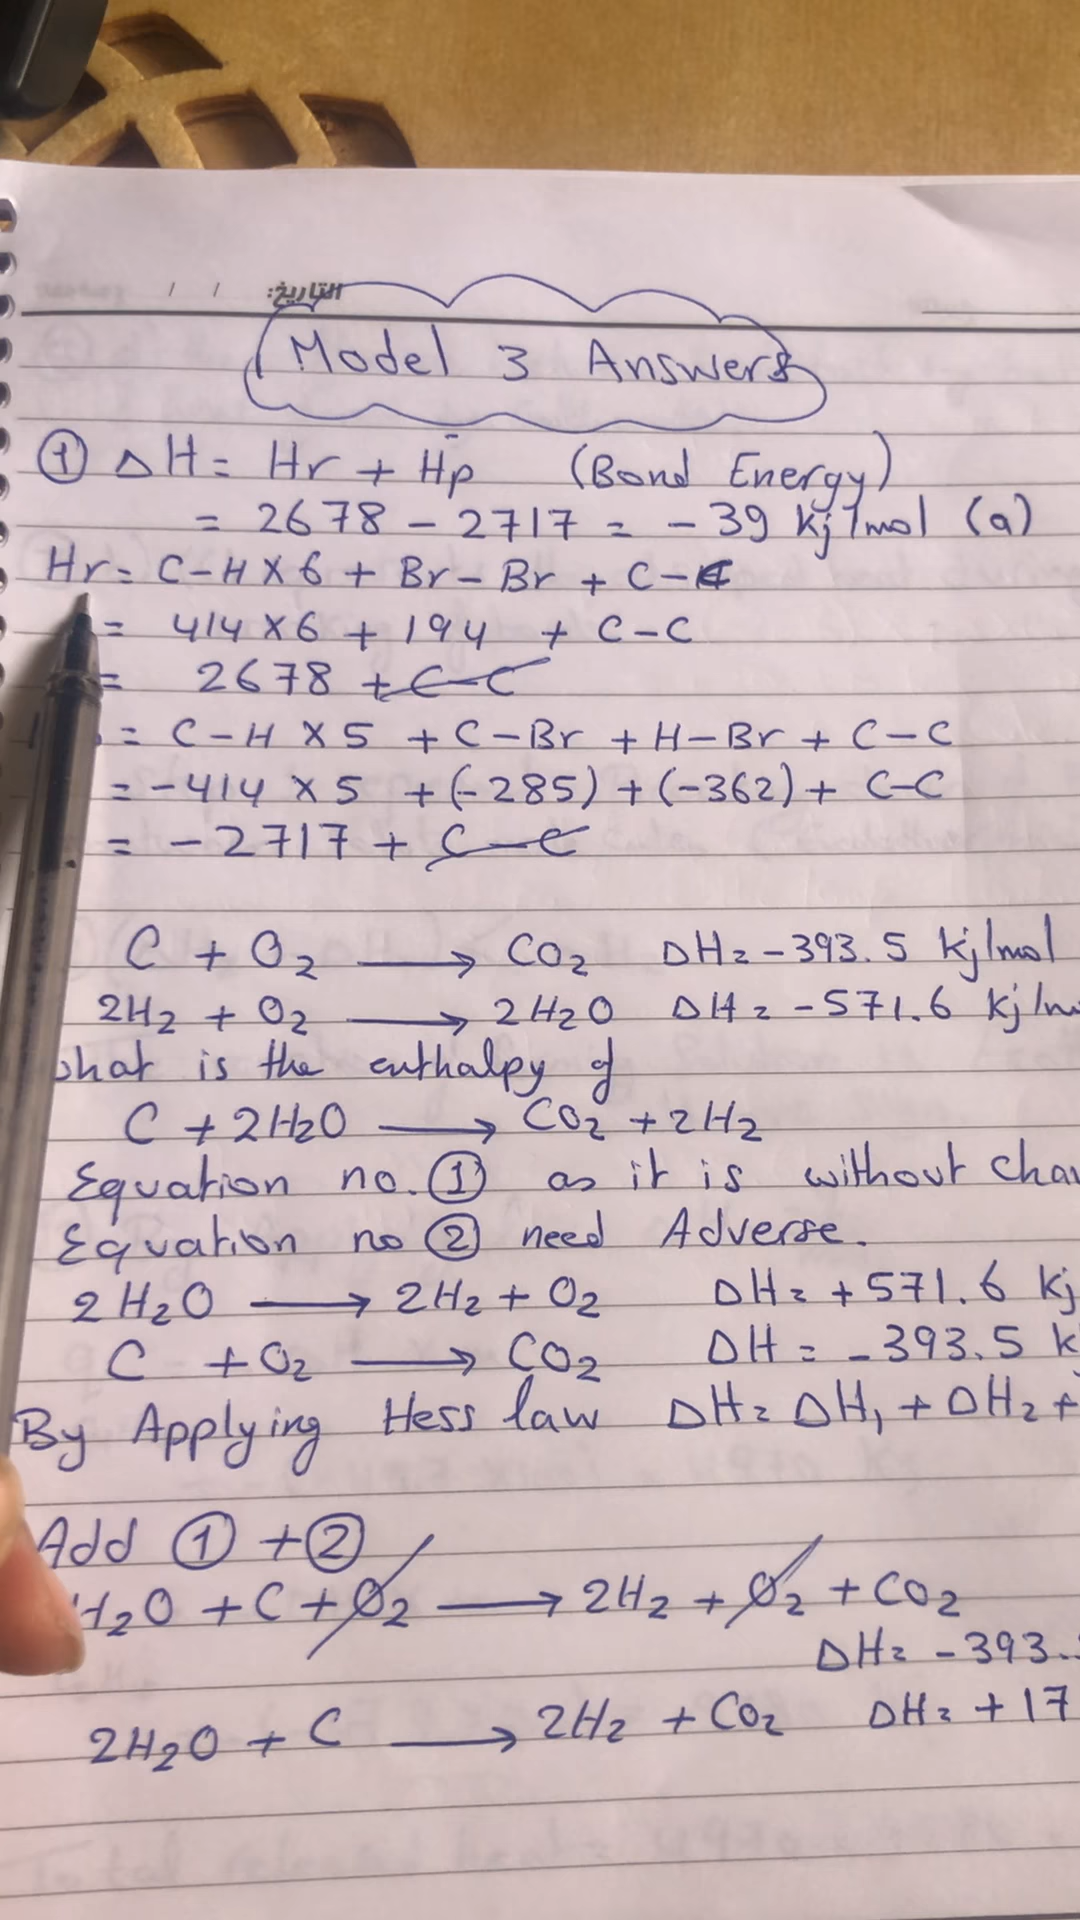 / / التاريخ:
Model 3 Answers
① ΔH = Hr + H̄p (Bond Energy)
= 2678 - 2717 = -39 kj/mol (a)
Hr = C-H×6 + Br-Br + C-C
= 414×6 + 194 + C-C
= 2678 + C-C
= C-H×5 + C-Br + H-Br + C-C
= -414×5 + (-285) + (-362) + C-C
= -2717 + C-C
C + O2 → CO2 ΔH = -393.5 kj/mol
2H2 + O2 → 2H2O ΔH = -571.6 kj/m
what is the enthalpy of
C + 2H2O → CO2 + 2H2
Equation no. ① as it is without cha
Equation no ② need Adverse.
2H2O → 2H2 + O2 ΔH = +571.6 kj
C + O2 → CO2 ΔH = -393.5 k
By Applying Hess law ΔH = ΔH1 + ΔH2 +
Add ① + ②
H2O + C + O2 → 2H2 + O2 + CO2
ΔH = -393.
2H2O + C → 2H2 + CO2 ΔH = +17